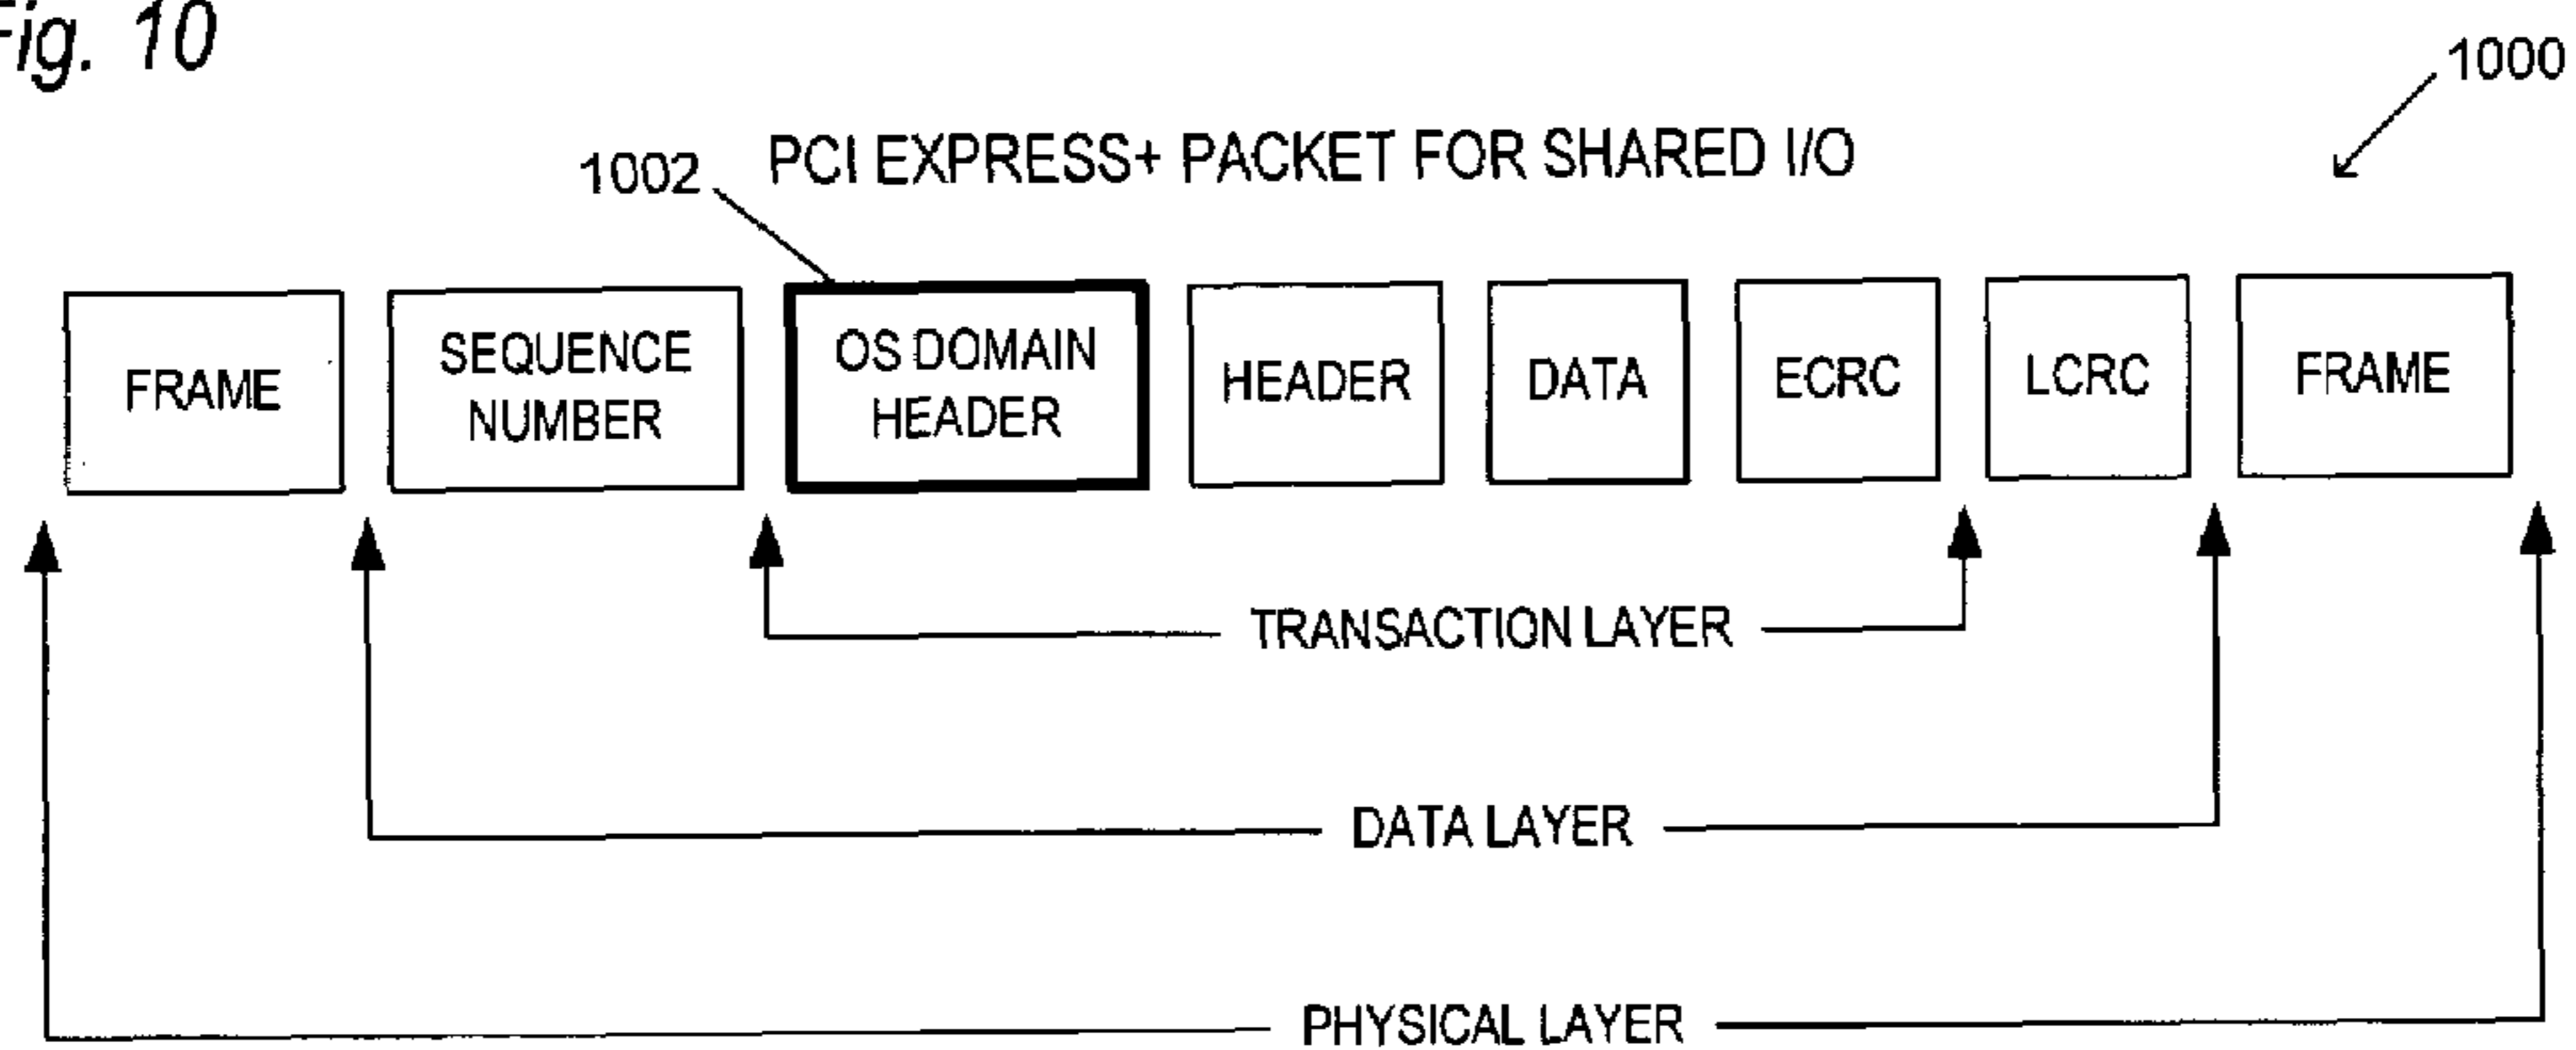 Fig. 10
1000
PCI EXPRESS+ PACKET FOR SHARED I/O
1002
FRAME
SEQUENCE
NUMBER
OS DOMAIN
HEADER
HEADER
DATA
ECRC
LCRC
FRAME
TRANSACTION LAYER
DATA LAYER
PHYSICAL LAYER